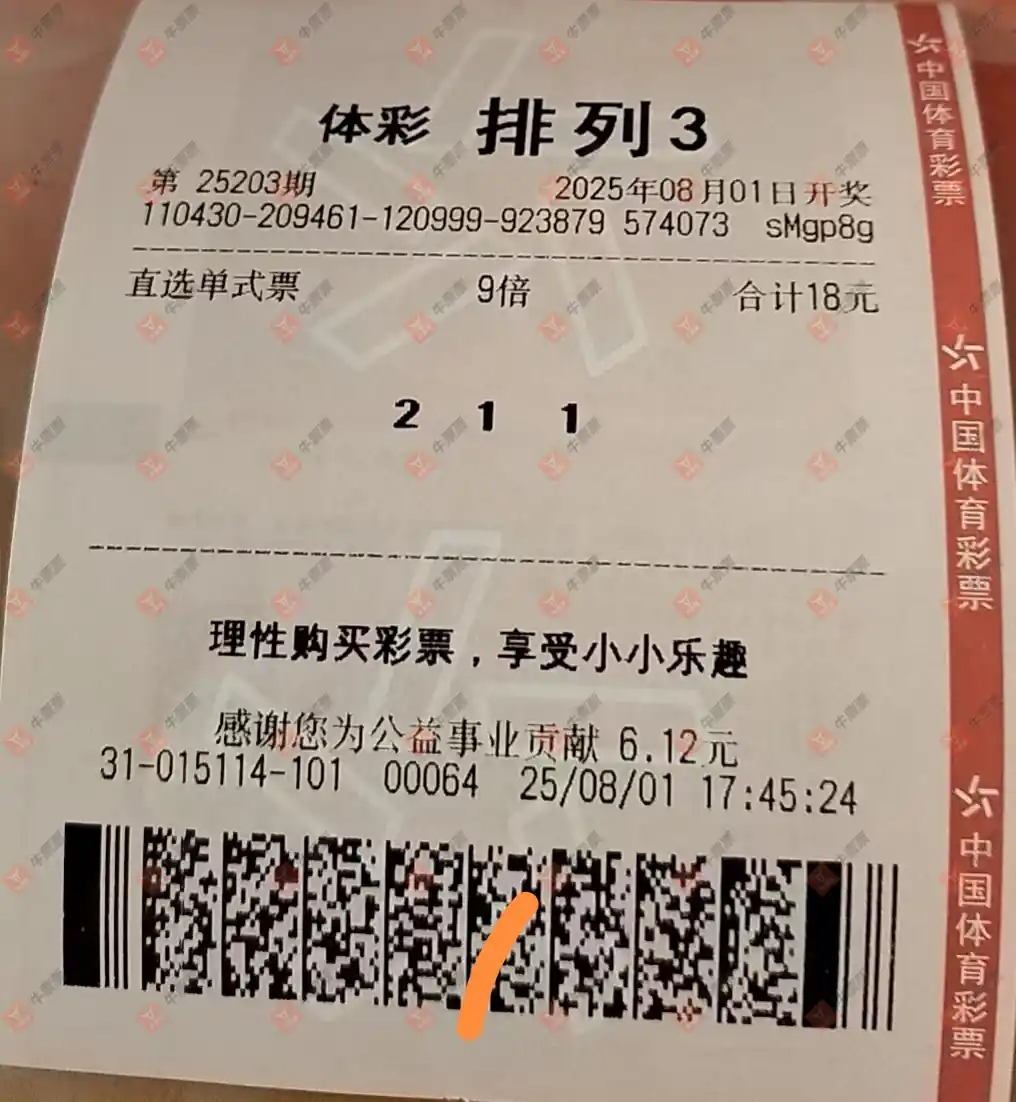 体彩 排列3
第 25203期 2025年08月01日开奖
110430-209461-120999-923879 574073 sMgp8g
直选单式票 9倍 合计18元
2 1 1
理性购买彩票，享受小小乐趣
感谢您为公益事业贡献 6.12元
31-015114-101 00064 25/08/01 17:45:24
中国体育彩票
中国体育彩票
中国体育彩票